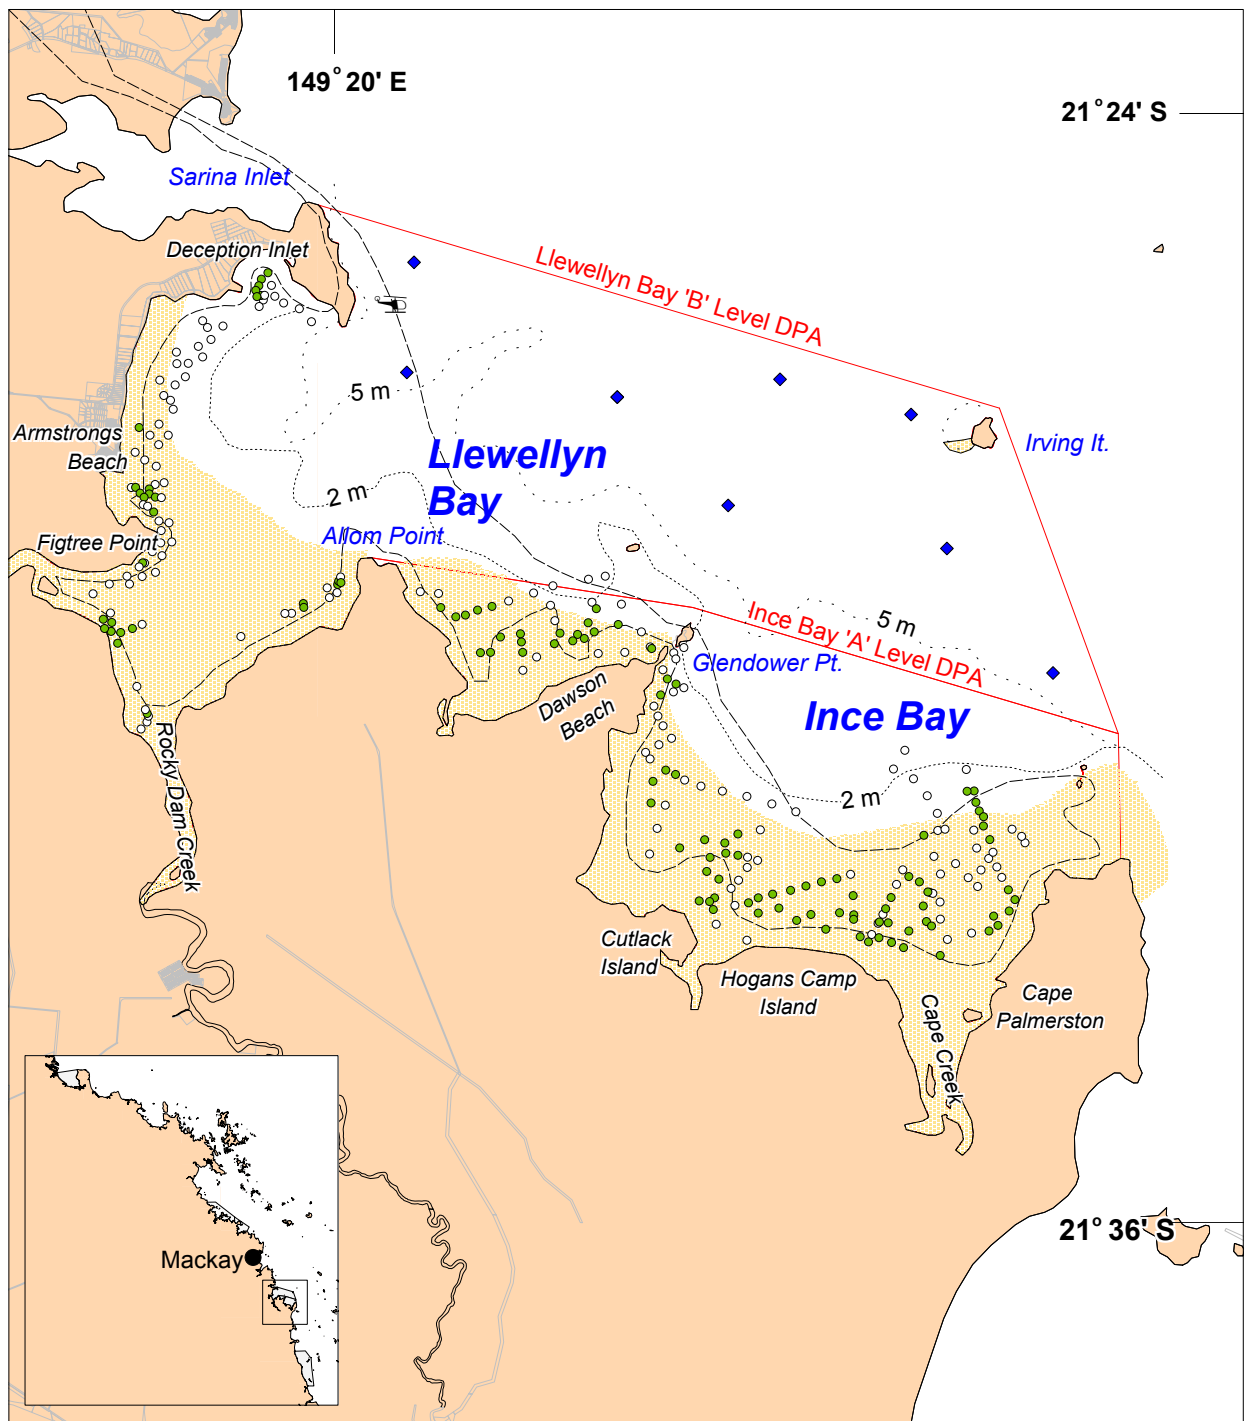 149° 20' E
21° 24' S
Sarina Inlet
Deception Inlet
Llewellyn Bay 'B' Level DPA
5 m
Armstrongs
Beach
Llewellyn
Bay
Irving It.
2 m
Allom Point
Figtree Point
5 m
Ince Bay 'A' Level DPA
Glendower Pt.
Dawson
Beach
Ince Bay
Rocky Dam Creek
2 m
Cutlack
Island
Hogans Camp
Island
Cape Creek
Cape
Palmerston
21° 36' S
Mackay